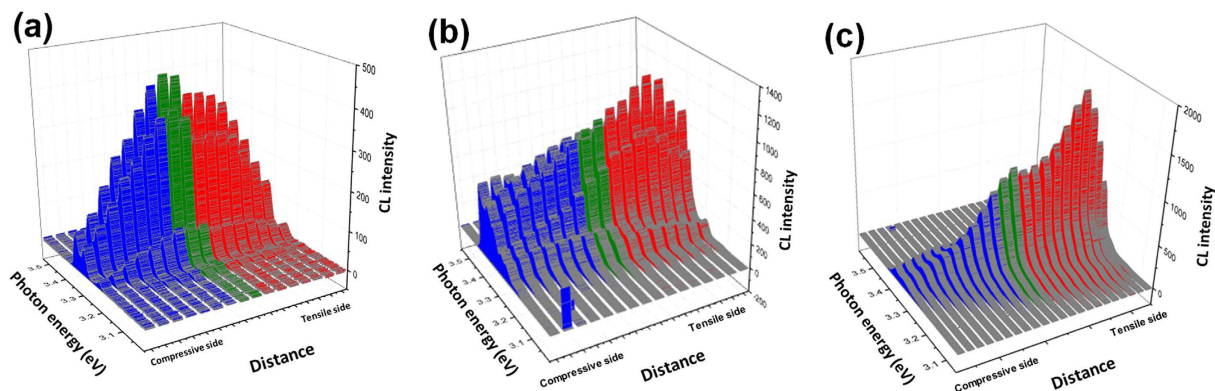 (a)
500
400
300
200
100
0
CL intensity
3.5
3.4
3.3
3.2
3.1
Photon energy (eV)
Compressive side
Tensile side
Distance
(b)
1400
1200
1000
800
600
400
200
0
-200
CL intensity
3.5
3.4
3.3
3.2
3.1
Photon energy (eV)
Compressive side
Tensile side
Distance
(c)
2000
1500
1000
500
0
CL intensity
3.5
3.4
3.3
3.2
3.1
Photon energy (eV)
Compressive side
Tensile side
Distance